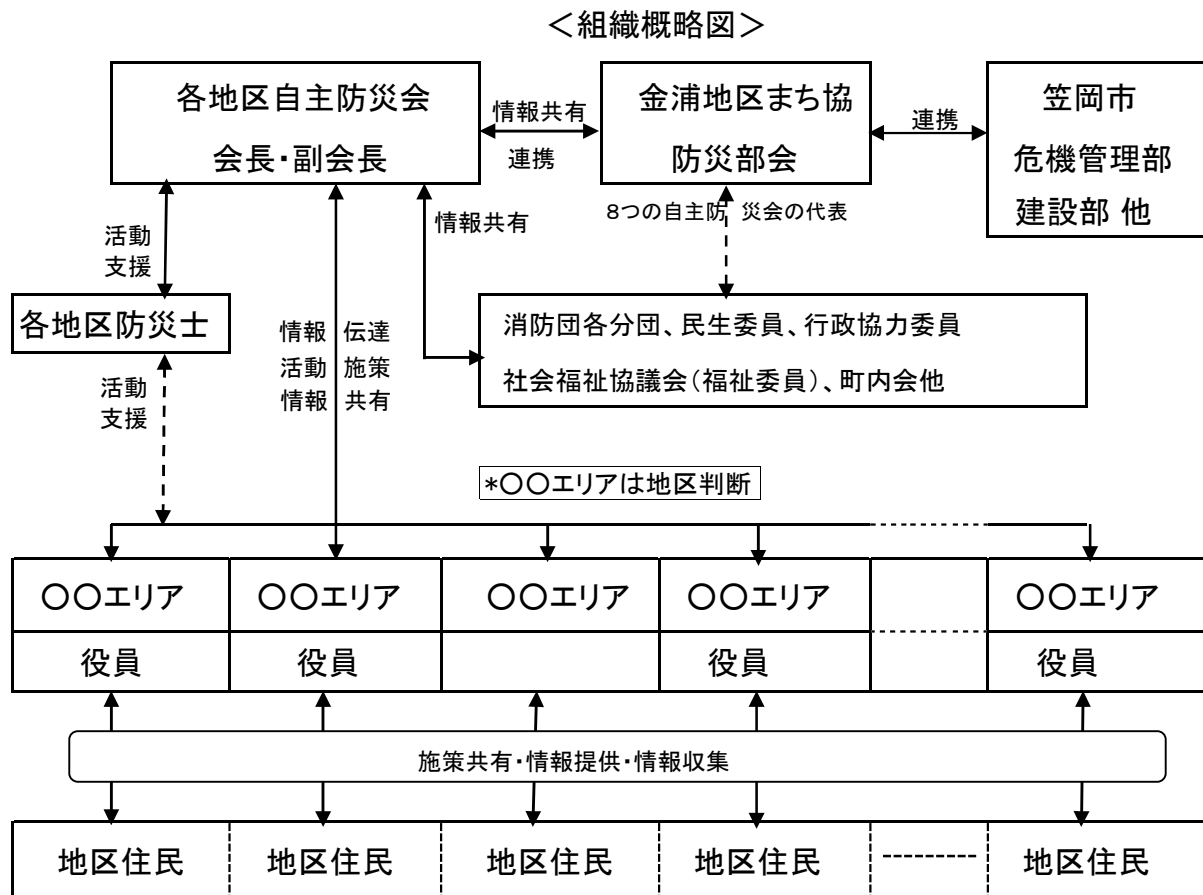 ＜組織概略図＞
各地区自主防災会
会長・副会長
情報共有
連携
金浦地区まち協
防災部会
連携
笠岡市
危機管理部
建設部 他
8つの自主防 災会の代表
情報共有
活動
支援
各地区防災士
情報 伝達
活動 施策
情報 共有
消防団各分団、民生委員、行政協力委員
社会福祉協議会（福祉委員）、町内会他
活動
支援
*〇〇エリアは地区判断
〇〇エリア 〇〇エリア 〇〇エリア 〇〇エリア 〇〇エリア
役員 役員 役員 役員
施策共有・情報提供・情報収集
地区住民 地区住民 地区住民 地区住民 地区住民